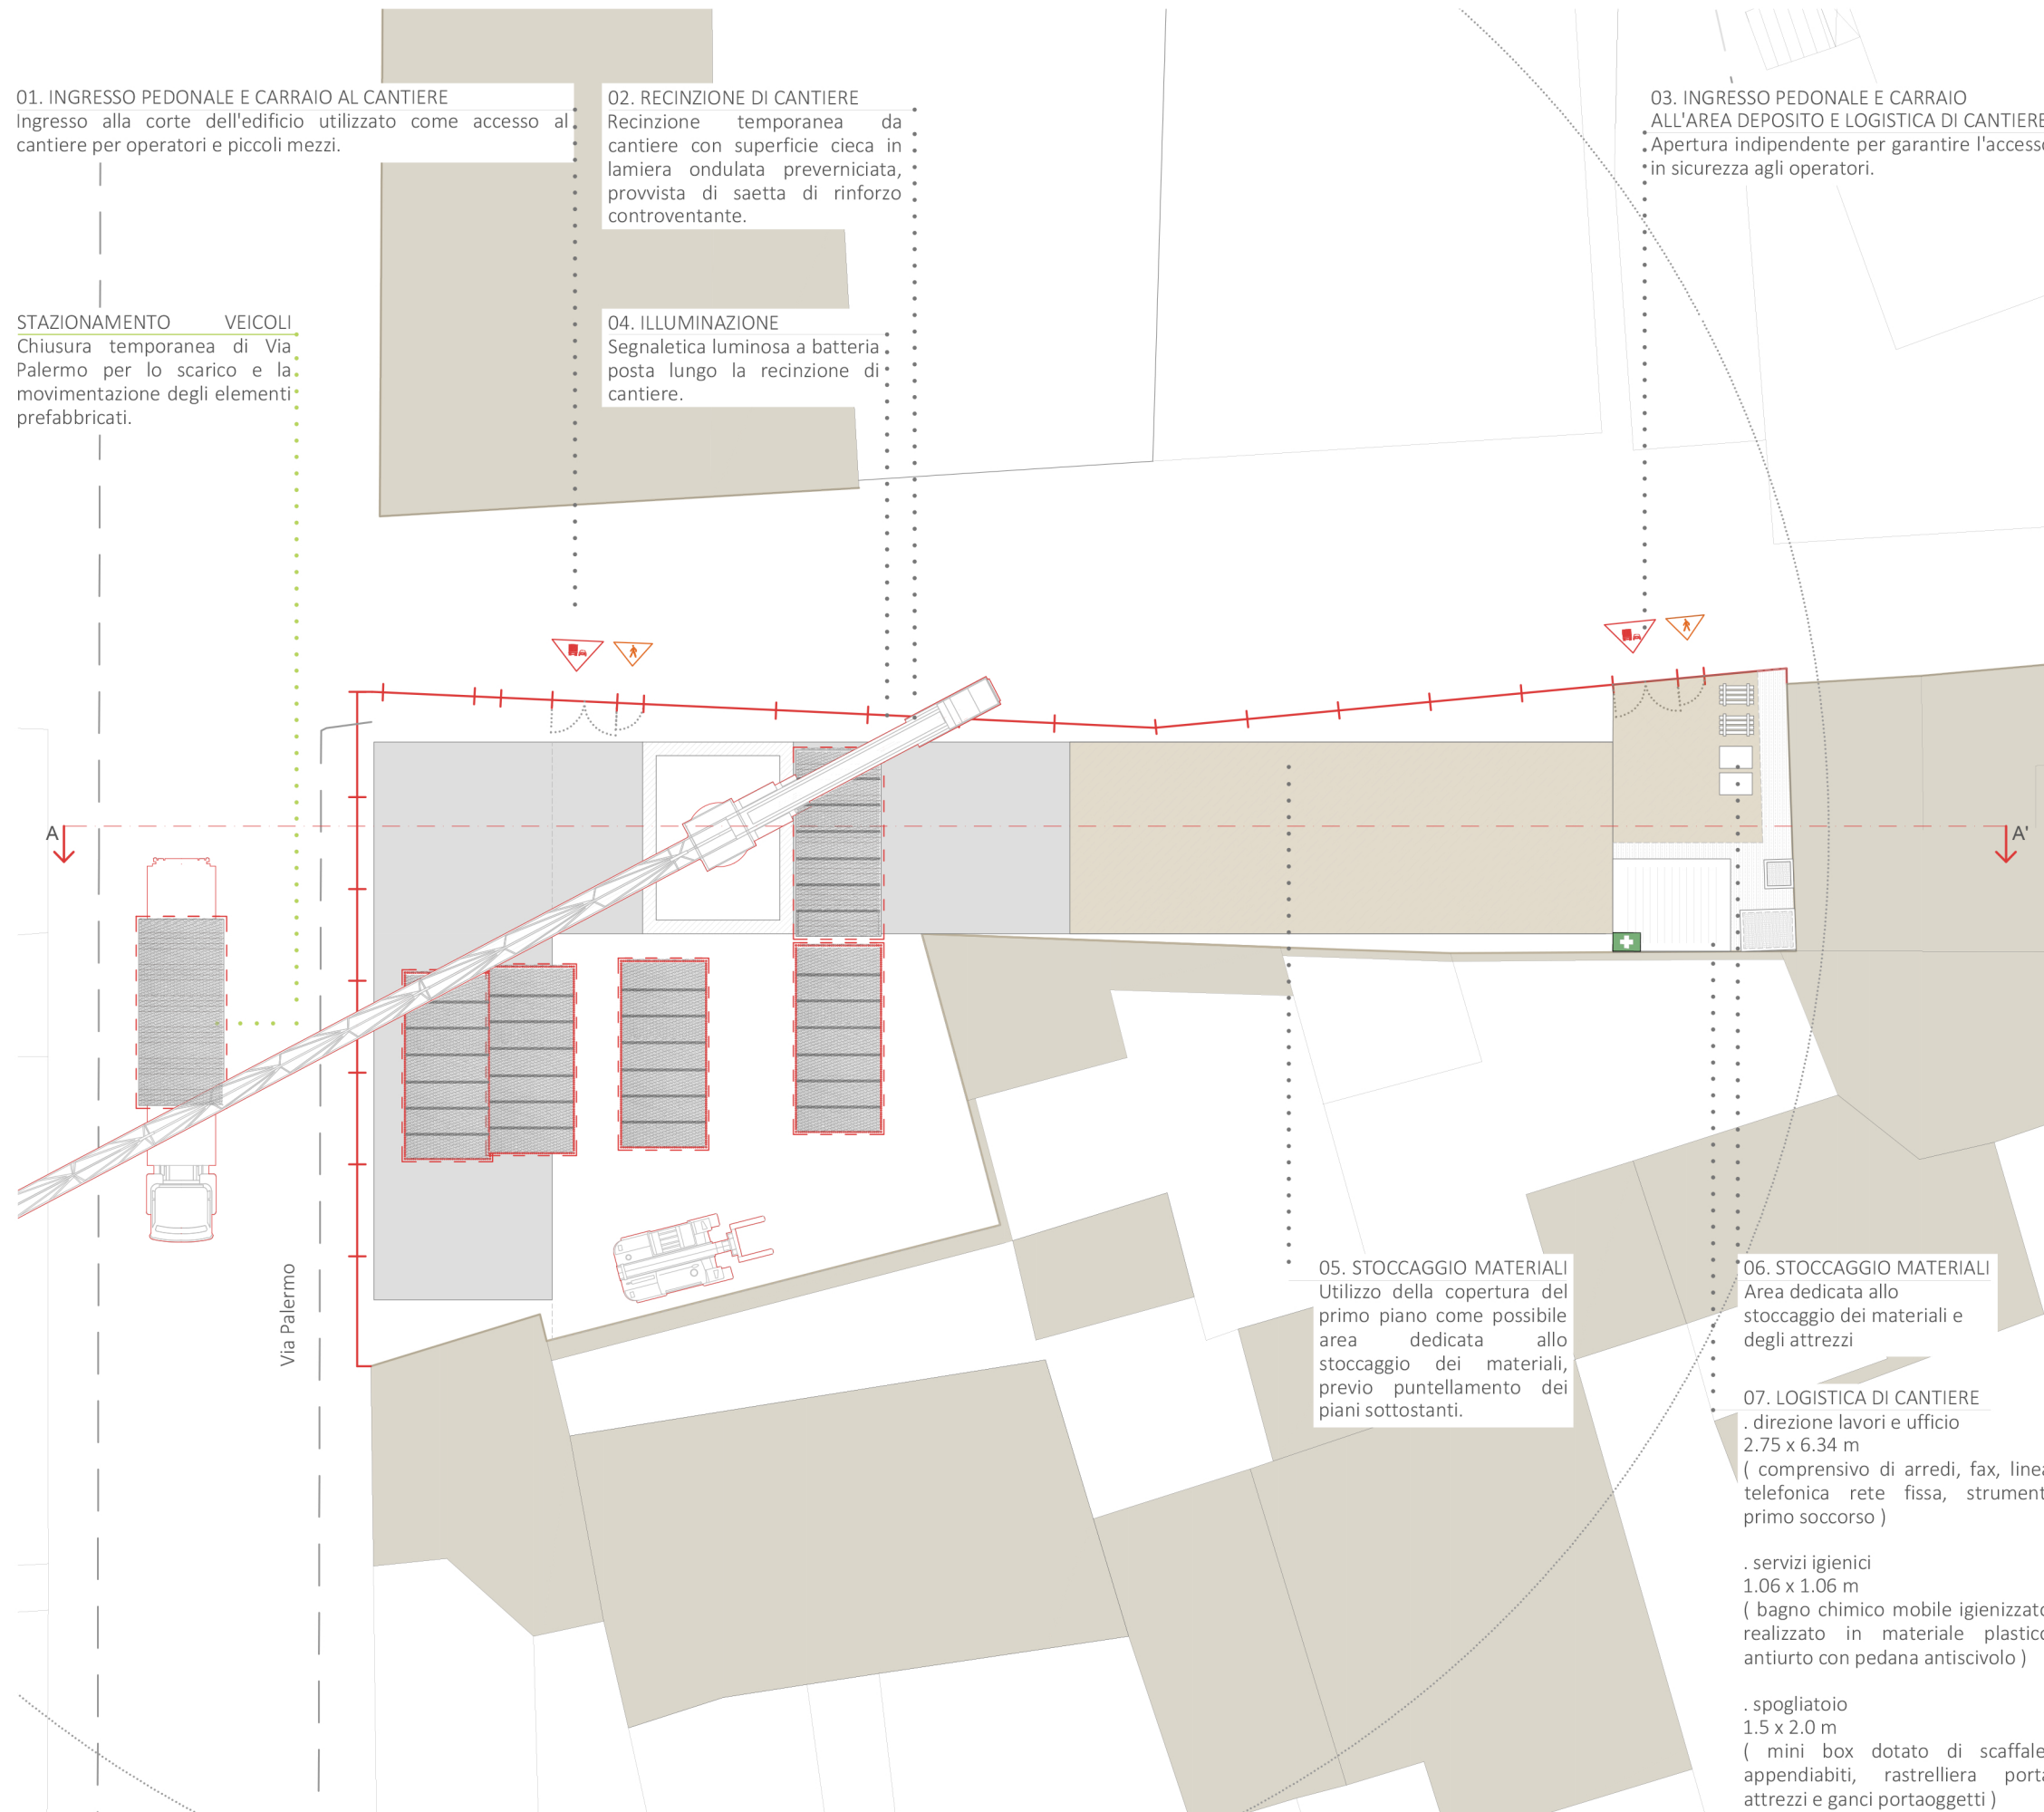 01. INGRESSO PEDONALE E CARRAIO AL CANTIERE
Ingresso alla corte dell'edificio utilizzato come accesso al
cantiere per operatori e piccoli mezzi.
02. RECINZIONE DI CANTIERE
Recinzione temporanea da
cantiere con superficie cieca in
lamiera ondulata preverniciata,
provvista di saetta di rinforzo
controventante.
03. INGRESSO PEDONALE E CARRAIO
ALL'AREA DEPOSITO E LOGISTICA DI CANTIERE
Apertura indipendente per garantire l'accesso
in sicurezza agli operatori.
STAZIONAMENTO VEICOLI
Chiusura temporanea di Via
Palermo per lo scarico e la
movimentazione degli elementi
prefabbricati.
04. ILLUMINAZIONE
Segnaletica luminosa a batteria
posta lungo la recinzione di
cantiere.
A
A'
Via Palermo
05. STOCCAGGIO MATERIALI
Utilizzo della copertura del
primo piano come possibile
area dedicata allo
stoccaggio dei materiali,
previo puntellamento dei
piani sottostanti.
06. STOCCAGGIO MATERIALI
Area dedicata allo
stoccaggio dei materiali e
degli attrezzi
07. LOGISTICA DI CANTIERE
. direzione lavori e ufficio
2.75 x 6.34 m
( comprensivo di arredi, fax, linea
telefonica rete fissa, strument
primo soccorso )
. servizi igienici
1.06 x 1.06 m
( bagno chimico mobile igienizzato
realizzato in materiale plastico
antiurto con pedana antiscivolo )
. spogliatoio
1.5 x 2.0 m
( mini box dotato di scaffale,
appendiabiti, rastrelliera porta
attrezzi e ganci portaoggetti )